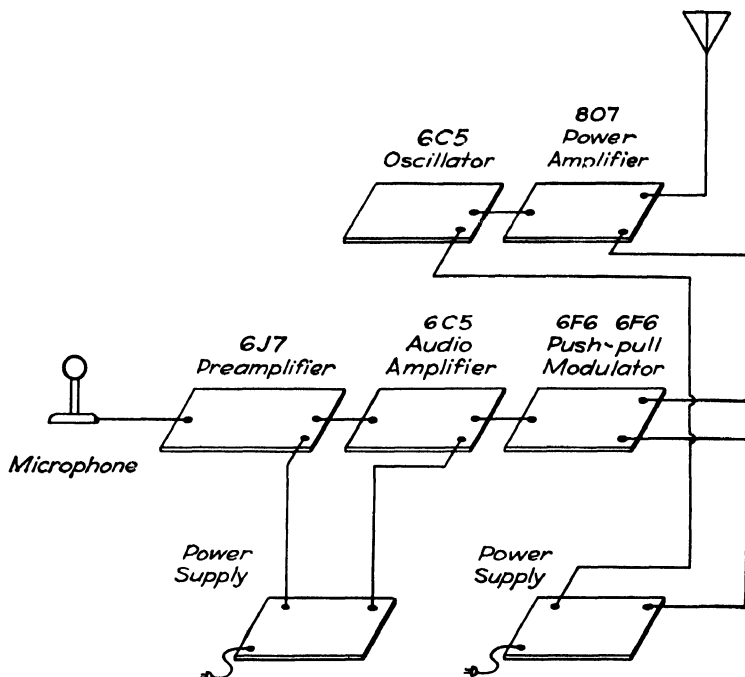 807
Power
Amplifier
6C5
Oscillator
6J7
Preamplifier
6C5
Audio
Amplifier
6F6 6F6
Push-pull
Modulator
Microphone
Power
Supply
Power
Supply